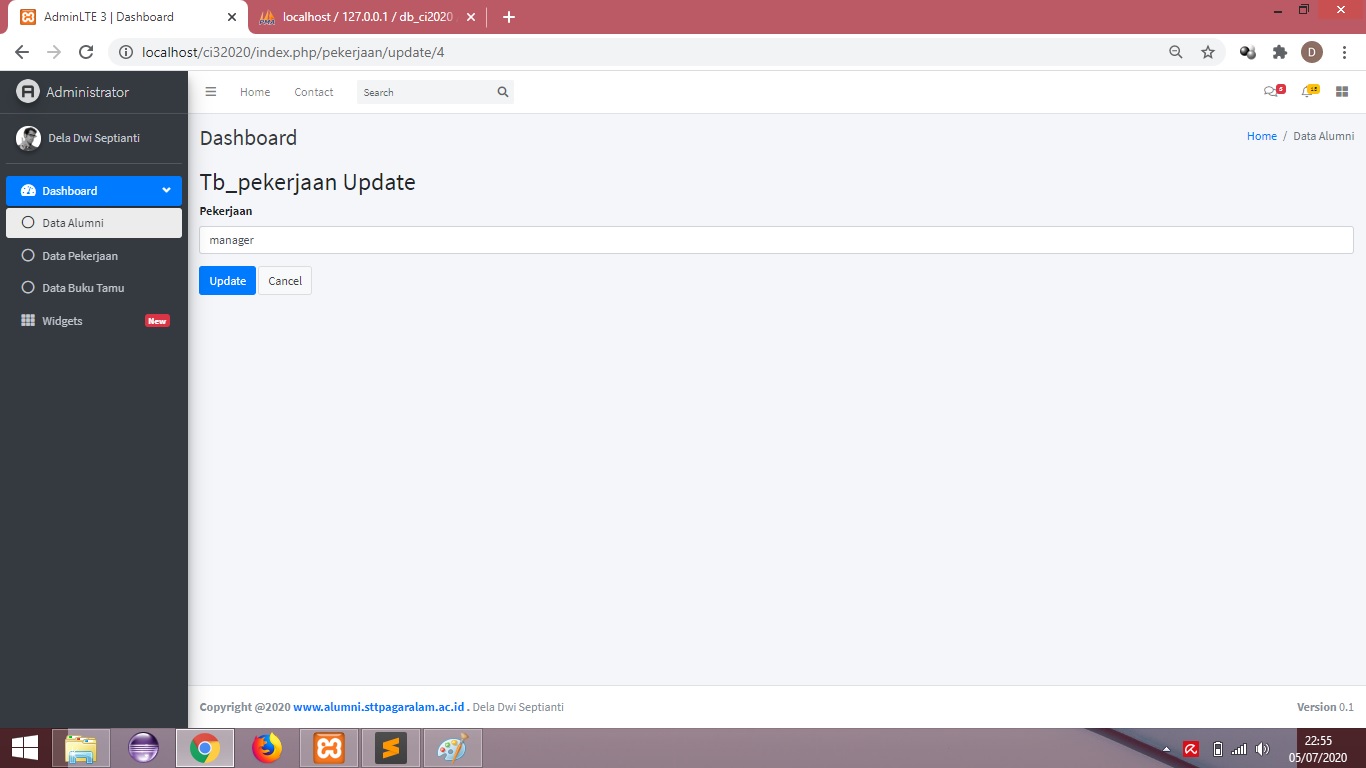 AdminLTE 3 | Dashboard
localhost / 127.0.0.1 / db_ci2020
localhost/ci32020/index.php/pekerjaan/update/4
D
Administrator
Home Contact Search
6
Dela Dwi Septianti
Dashboard
Home / Data Alumni
Dashboard
Data Alumni
Data Pekerjaan
Data Buku Tamu
Widgets New
Tb_pekerjaan Update
Pekerjaan
manager
Update Cancel
Copyright @2020 www.alumni.sttpagaralam.ac.id . Dela Dwi Septianti
Version 0.1
22:55
05/07/2020